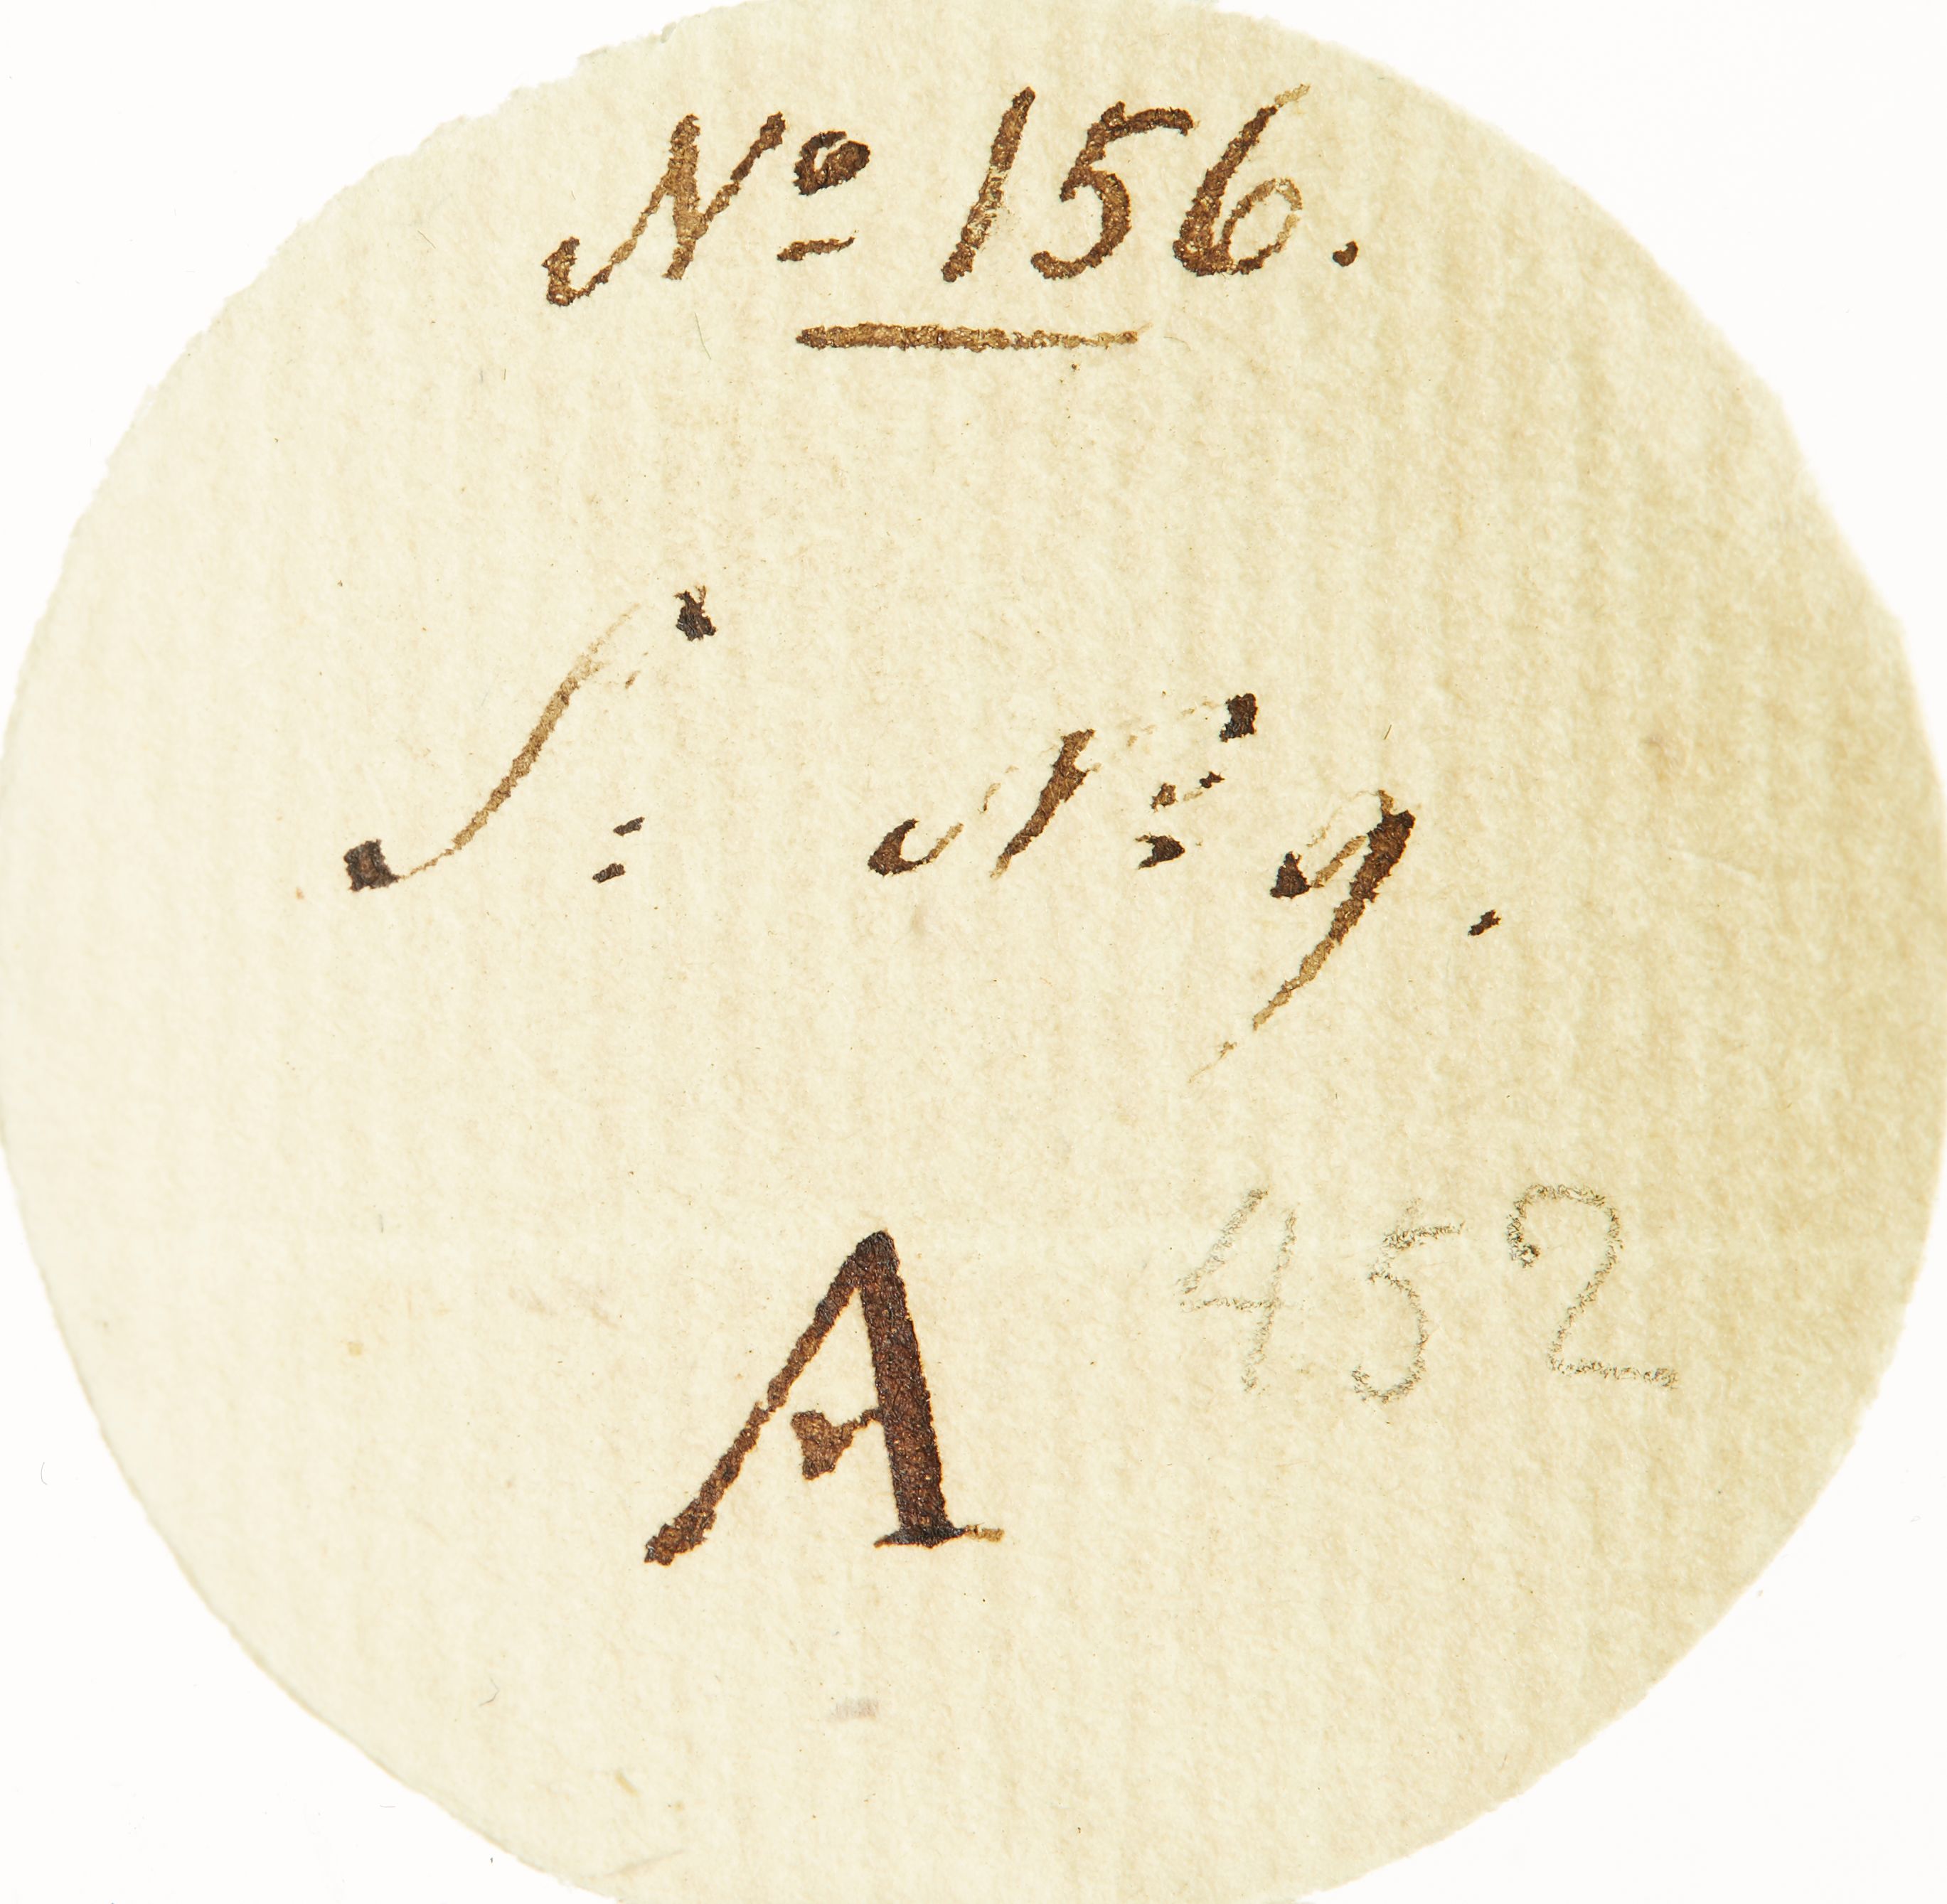 Nº 156.
S= Nº 9.
A 452